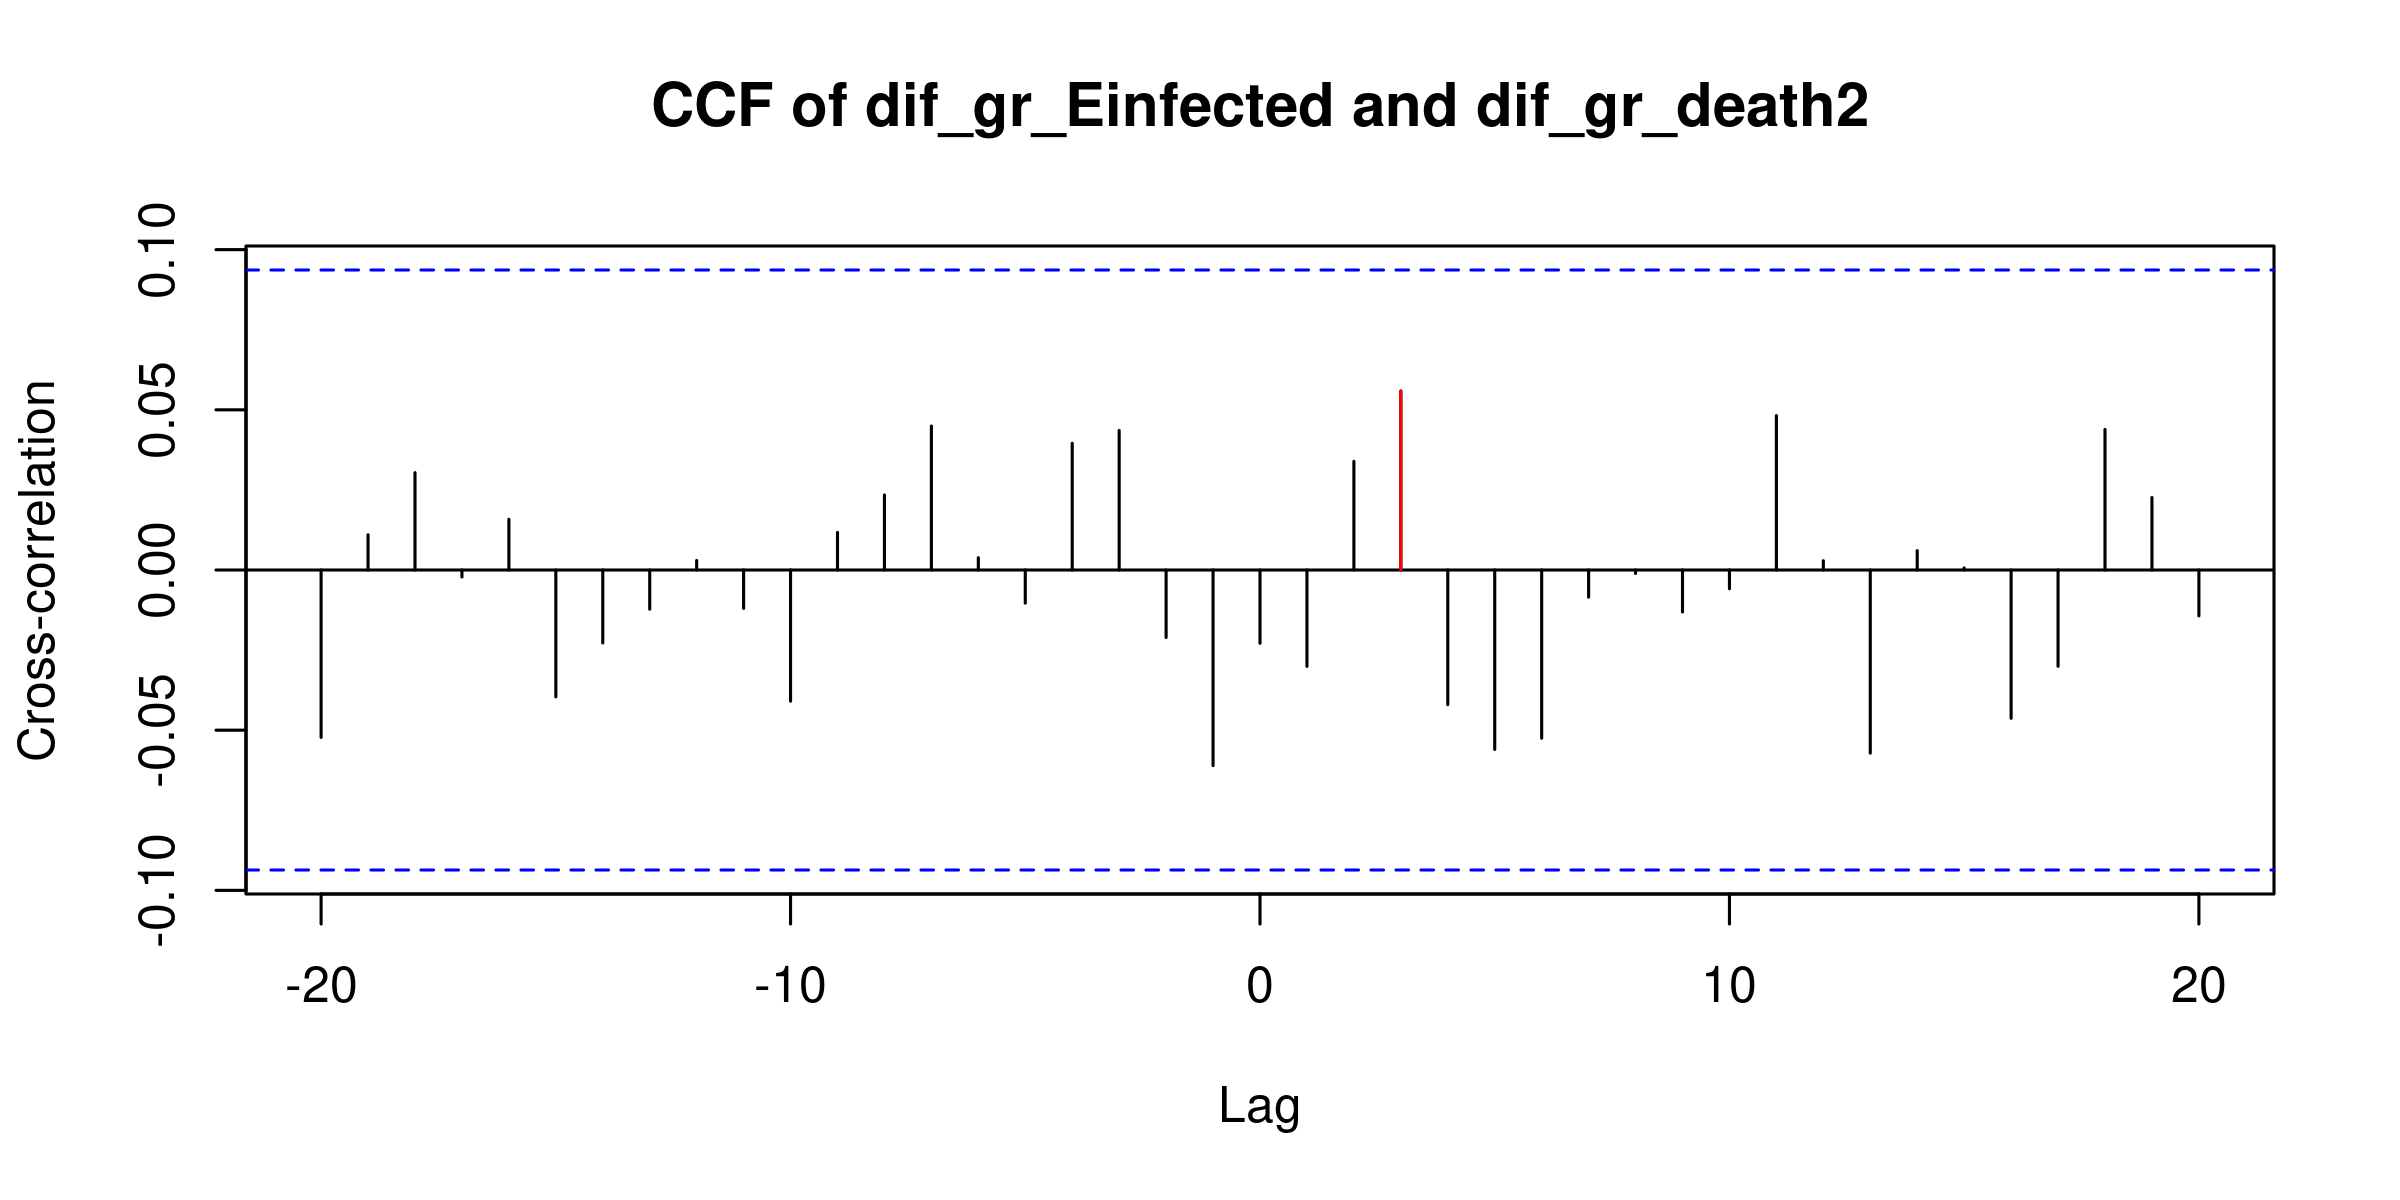 CCF of dif_gr_Einfected and dif_gr_death2
Cross-correlation
0.10
0.05
0.00
-0.05
-0.10
-20 -10 0 10 20
Lag